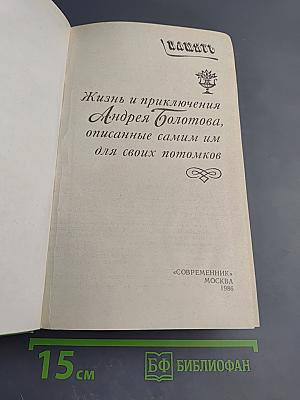 ПАМЯТЬ
Жизнь и приключения
Андрея Болотова,
описанные самим им
для своих потомков
«СОВРЕМЕННИК»
МОСКВА
1986
15 см
БФ БИБЛИОФАН